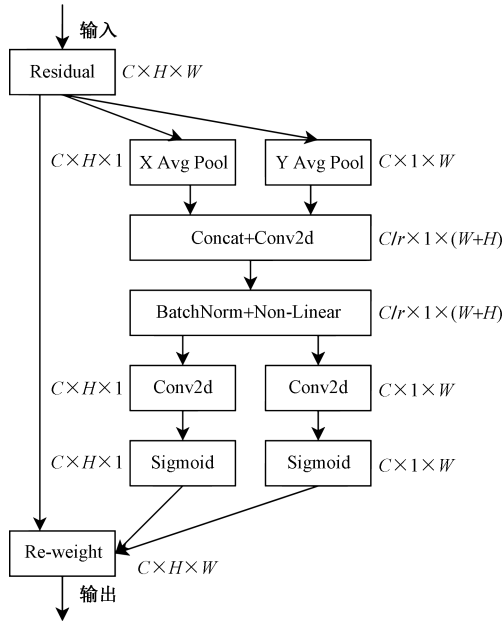 输入
Residual C×H×W
C×H×1 X Avg Pool Y Avg Pool C×1×W
Concat+Conv2d C/r×1×(W+H)
BatchNorm+Non-Linear C/r×1×(W+H)
C×H×1 Conv2d Conv2d C×1×W
C×H×1 Sigmoid Sigmoid C×1×W
Re-weight C×H×W
输出